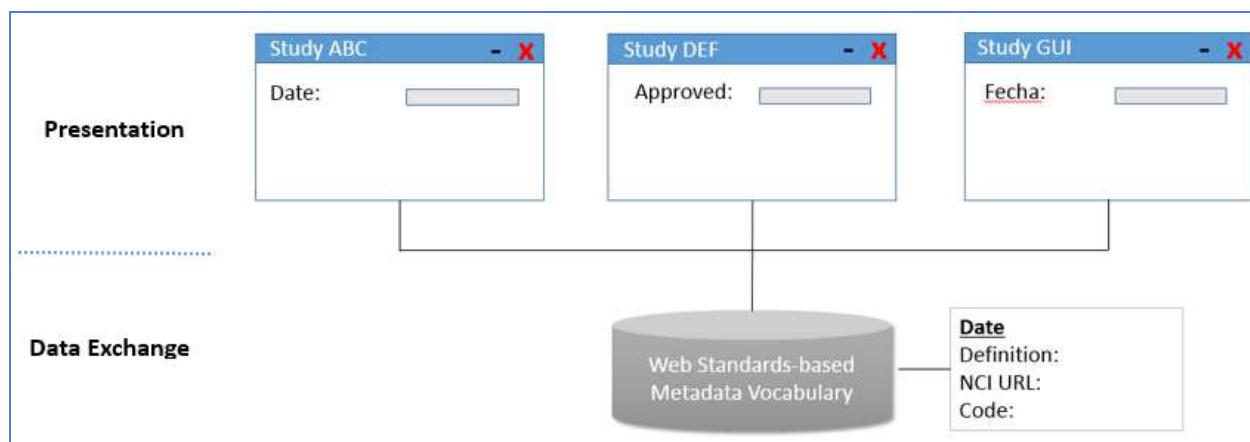 Study ABC - X
Study DEF - X
Study GUI - X
Date:
Approved:
Fecha:
Presentation
Data Exchange
Web Standards-based
Metadata Vocabulary
Date
Definition:
NCI URL:
Code: